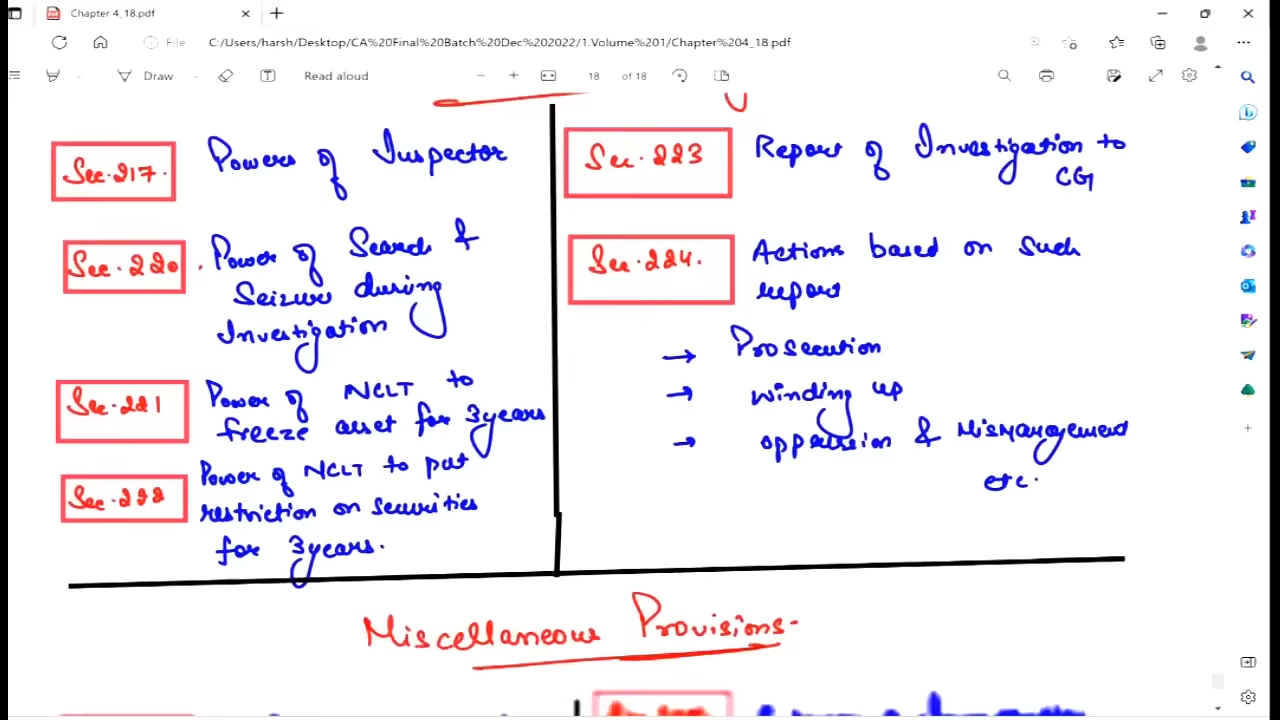 Chapter 4_18.pdf
File
C:/Users/harsh/Desktop/CA%20Final%20Batch%20Dec%202022/1.Volume%201/Chapter%204_18.pdf
Draw
Read aloud
18 of 18
Sec. 217.
Powers of Inspector
Sec. 220.
Power of Search &
Seizure during
Investigation
Sec. 221
Power of NCLT to
freeze asset for 3years
Sec. 222
Power of NCLT to put
restriction on securities
for 3years.
Sec. 223
Report of Investigation to
CG
Sec. 224.
Actions based on such
report
→ Prosecution
→ winding up
→ oppression & Mismanagement
etc.
Miscellaneous Provisions.